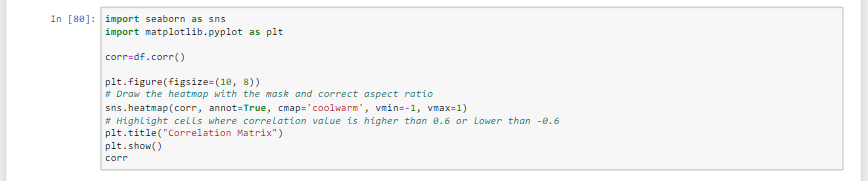 In [80]: import seaborn as sns
import matplotlib.pyplot as plt
corr=df.corr()
plt.figure(figsize=(10, 8))
# Draw the heatmap with the mask and correct aspect ratio
sns.heatmap(corr, annot=True, cmap='coolwarm', vmin=-1, vmax=1)
# Highlight cells where correlation value is higher than 0.6 or lower than -0.6
plt.title("Correlation Matrix")
plt.show()
corr